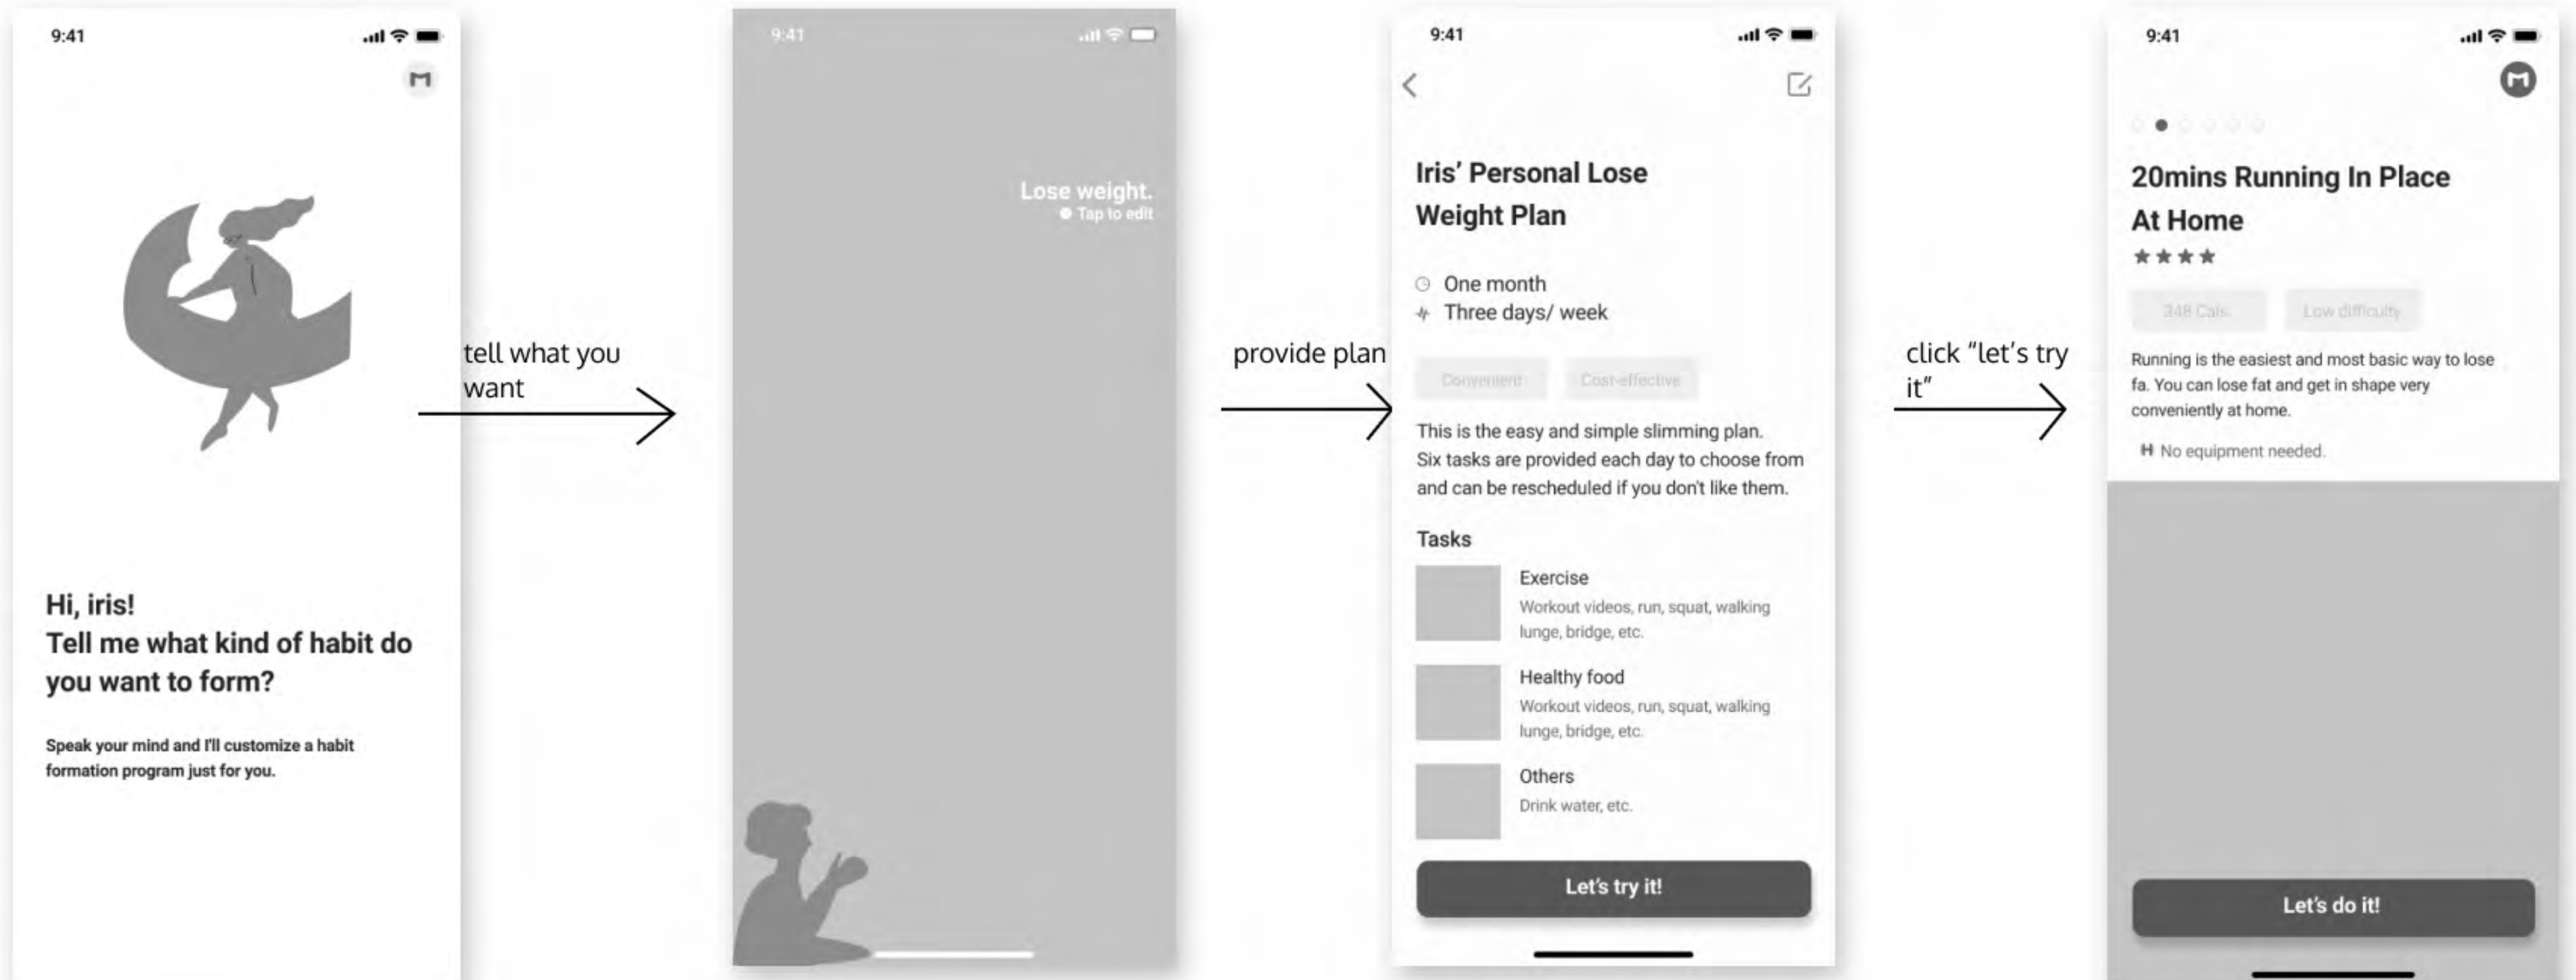 9:41
Hi, iris!
Tell me what kind of habit do
you want to form?
Speak your mind and I'll customize a habit
formation program just for you.
tell what you
want
9:41
Lose weight.
Tap to edit
provide plan
9:41
Iris' Personal Lose
Weight Plan
One month
Three days/ week
Convenient
Cost-effective
This is the easy and simple slimming plan.
Six tasks are provided each day to choose from
and can be rescheduled if you don't like them.
Tasks
Exercise
Workout videos, run, squat, walking
lunge, bridge, etc.
Healthy food
Workout videos, run, squat, walking
lunge, bridge, etc.
Others
Drink water, etc.
Let's try it!
click “let's try
it”
9:41
20mins Running In Place
At Home
348 Cals
Low difficulty
Running is the easiest and most basic way to lose
fa. You can lose fat and get in shape very
conveniently at home.
No equipment needed.
Let's do it!